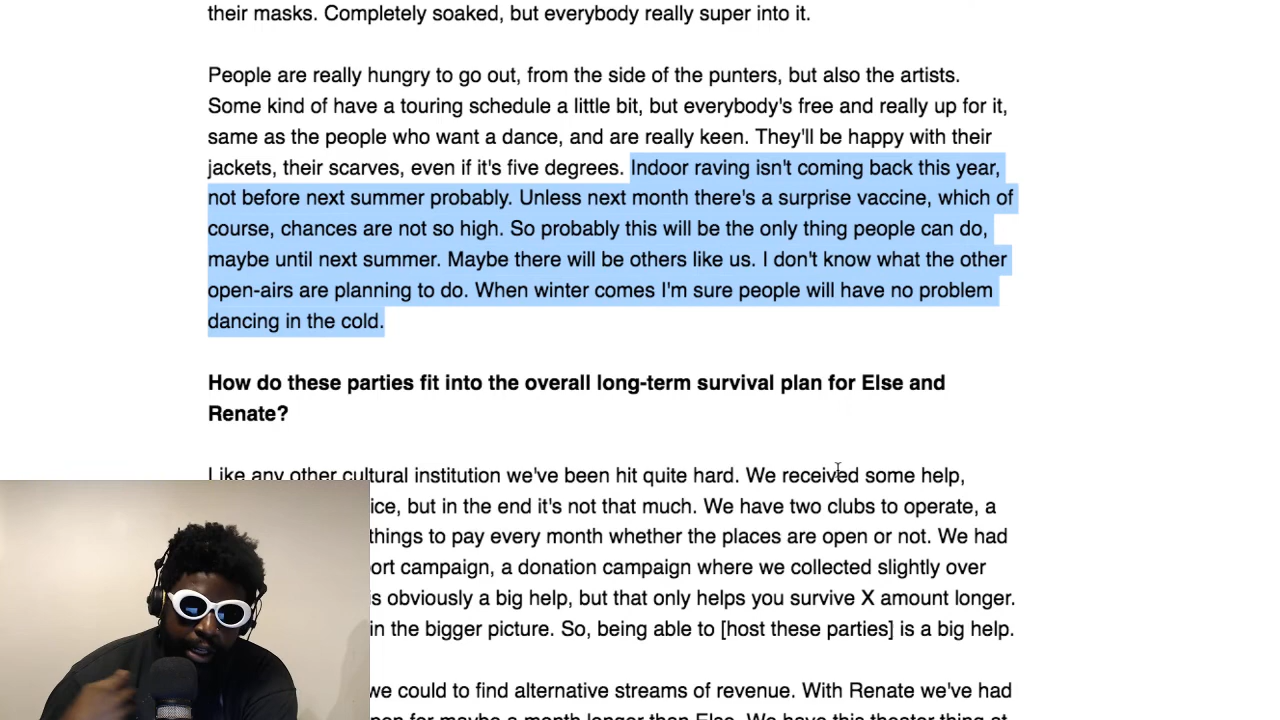 their masks. Completely soaked, but everybody really super into it.
People are really hungry to go out, from the side of the punters, but also the artists.
Some kind of have a touring schedule a little bit, but everybody's free and really up for it,
same as the people who want a dance, and are really keen. They'll be happy with their
jackets, their scarves, even if it's five degrees. Indoor raving isn't coming back this year,
not before next summer probably. Unless next month there's a surprise vaccine, which of
course, chances are not so high. So probably this will be the only thing people can do,
maybe until next summer. Maybe there will be others like us. I don't know what the other
open-airs are planning to do. When winter comes I'm sure people will have no problem
dancing in the cold.
How do these parties fit into the overall long-term survival plan for Else and
Renate?
Like any other cultural institution we've been hit quite hard. We received some help,
ice, but in the end it's not that much. We have two clubs to operate, a
things to pay every month whether the places are open or not. We had
ort campaign, a donation campaign where we collected slightly over
s obviously a big help, but that only helps you survive X amount longer.
in the bigger picture. So, being able to [host these parties] is a big help.
we could to find alternative streams of revenue. With Renate we've had
pen for maybe a month longer than Else. We have this theater thing at